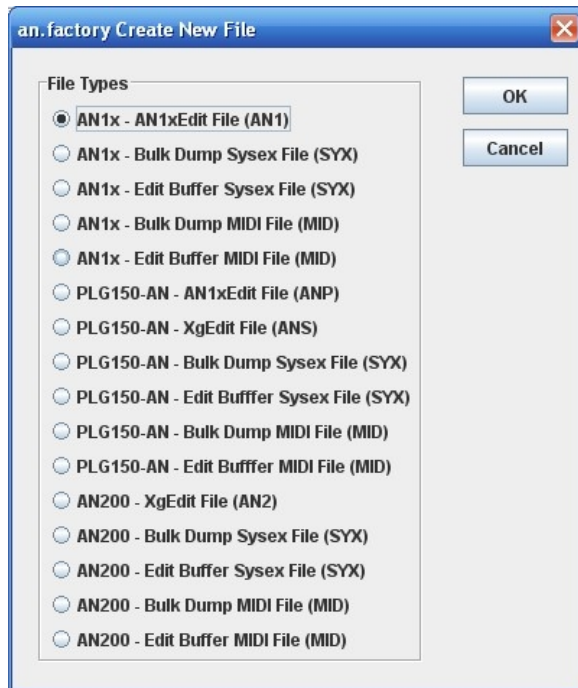 an.factory Create New File
File Types
AN1x - AN1xEdit File (AN1)
AN1x - Bulk Dump Sysex File (SYX)
AN1x - Edit Buffer Sysex File (SYX)
AN1x - Bulk Dump MIDI File (MID)
AN1x - Edit Buffer MIDI File (MID)
PLG150-AN - AN1xEdit File (ANP)
PLG150-AN - XgEdit File (ANS)
PLG150-AN - Bulk Dump Sysex File (SYX)
PLG150-AN - Edit Bufffer Sysex File (SYX)
PLG150-AN - Bulk Dump MIDI File (MID)
PLG150-AN - Edit Bufffer MIDI File (MID)
AN200 - XgEdit File (AN2)
AN200 - Bulk Dump Sysex File (SYX)
AN200 - Edit Buffer Sysex File (SYX)
AN200 - Bulk Dump MIDI File (MID)
AN200 - Edit Buffer MIDI File (MID)
OK
Cancel